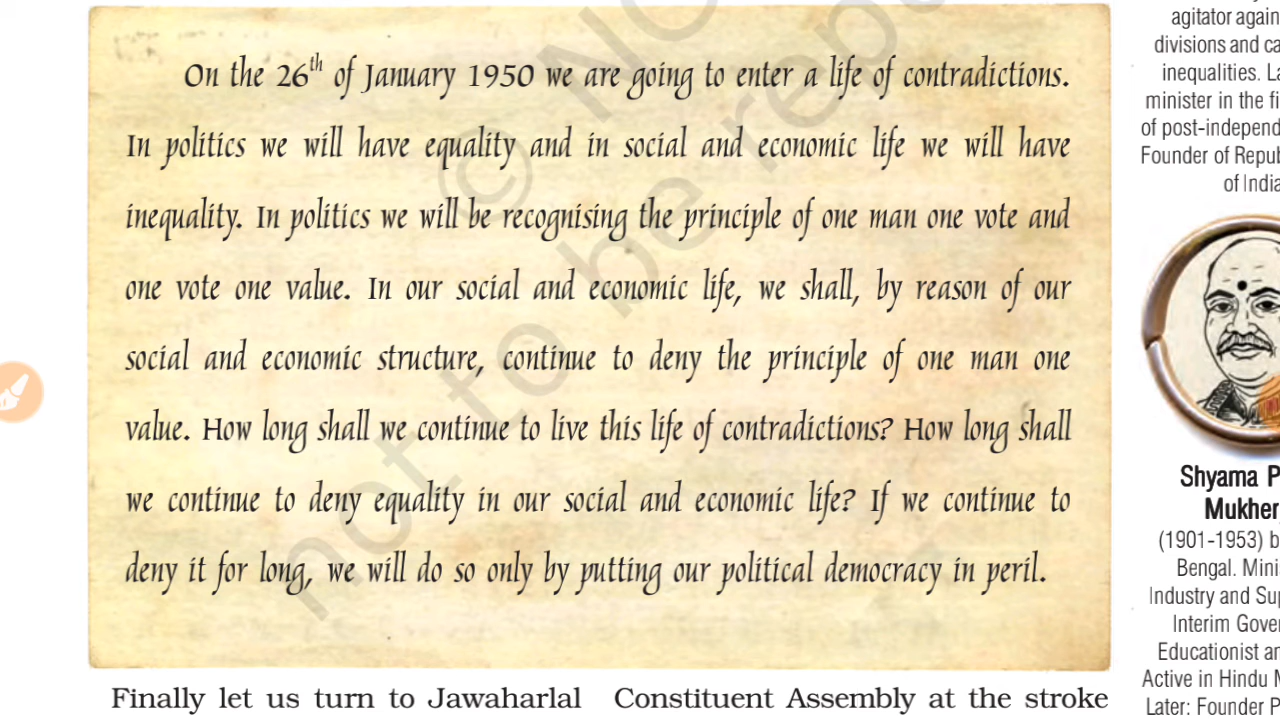 On the 26th of January 1950 we are going to enter a life of contradictions.
In politics we will have equality and in social and economic life we will have
inequality. In politics we will be recognising the principle of one man one vote and
one vote one value. In our social and economic life, we shall, by reason of our
social and economic structure, continue to deny the principle of one man one
value. How long shall we continue to live this life of contradictions? How long shall
we continue to deny equality in our social and economic life? If we continue to
deny it for long, we will do so only by putting our political democracy in peril.
Finally let us turn to Jawaharlal
Constituent Assembly at the stroke
agitator again
divisions and ca
inequalities. La
minister in the fi
of post-independ
Founder of Repub
of India
Shyama P
Mukher
(1901-1953) b
Bengal. Mini
Industry and Sup
Interim Gover
Educationist an
Active in Hindu M
Later: Founder P
© NO
not to be rep